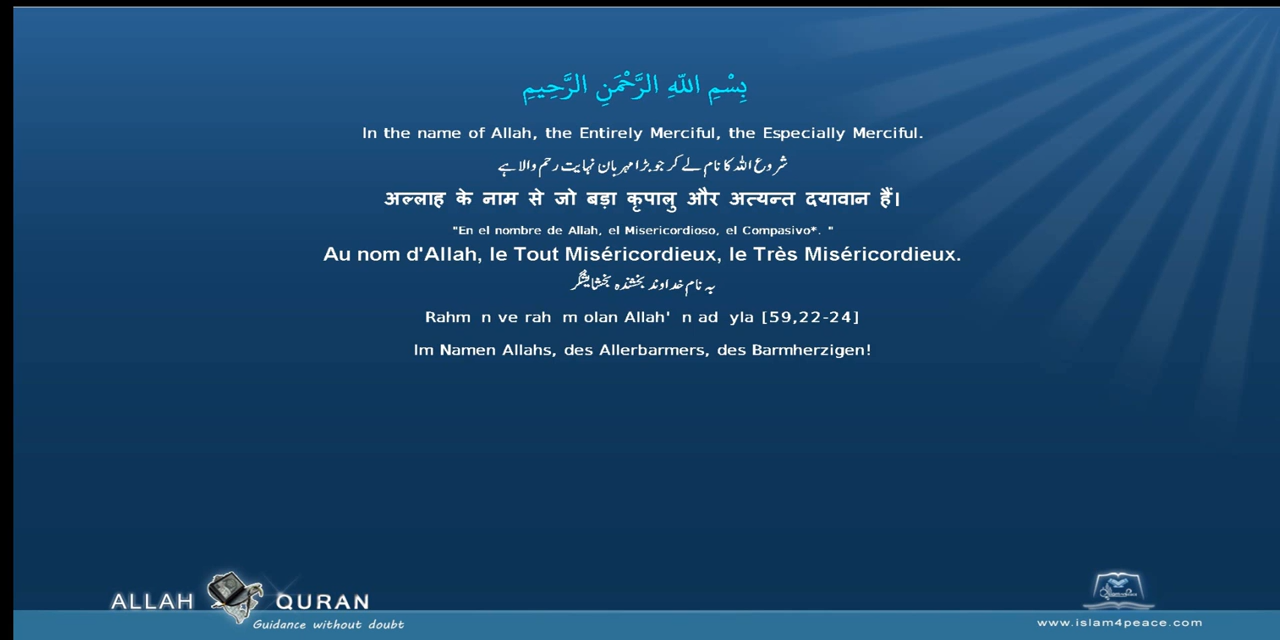 بِسْمِ اللّهِ الرَّحْمَنِ الرَّحِيمِ
In the name of Allah, the Entirely Merciful, the Especially Merciful.
شروع الله کا نام لے کر جو بڑا مہربان نہایت رحم والا ہے
अल्लाह के नाम से जो बड़ा कृपालु और अत्यन्त दयावान हैं।
"En el nombre de Allah, el Misericordioso, el Compasivo*. "
Au nom d'Allah, le Tout Miséricordieux, le Très Miséricordieux.
به نام خداوند بخشنده بخشایشگر
Rahm n ve rah m olan Allah' n ad yla [59,22-24]
Im Namen Allahs, des Allerbarmers, des Barmherzigen!
ALLAH QURAN
Guidance without doubt
www.islam4peace.com